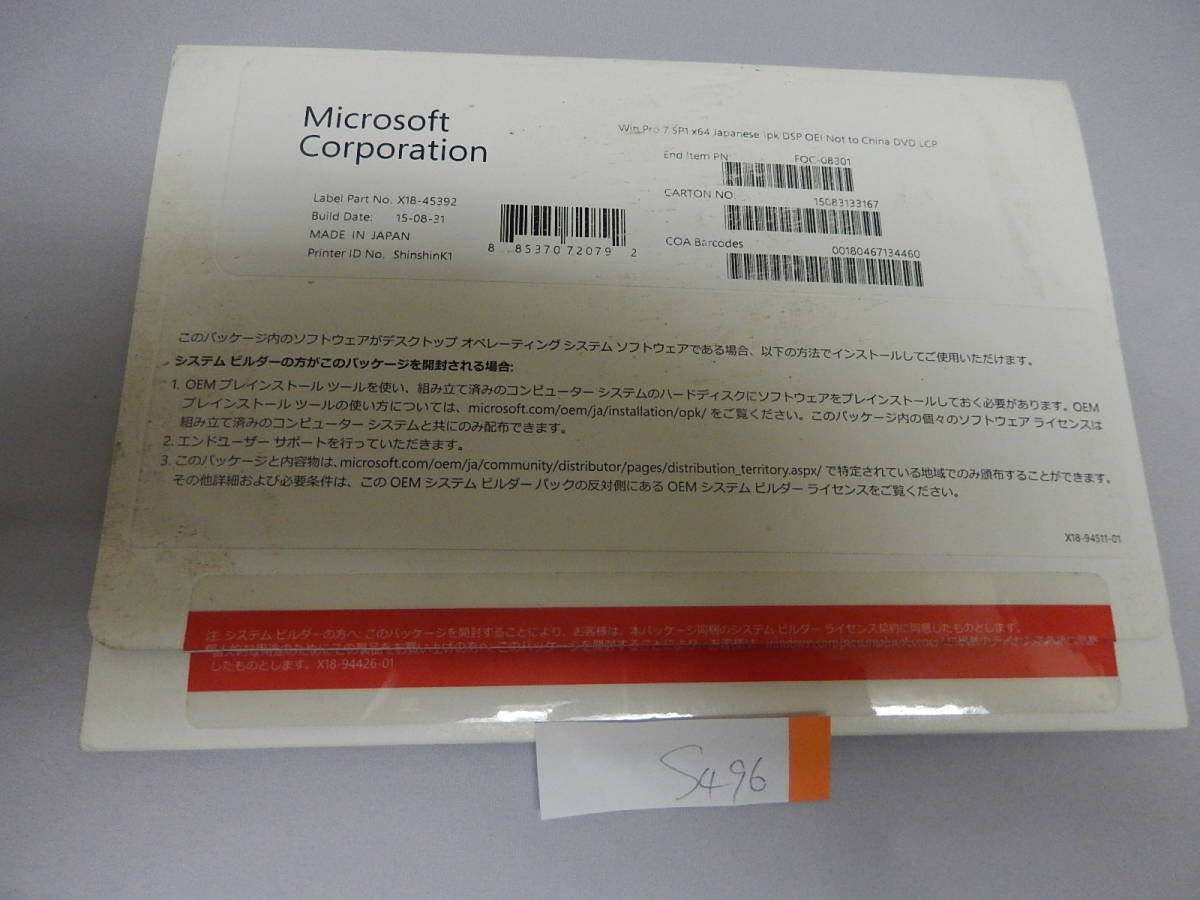 Microsoft
Corporation
Win Pro 7 SP1 x64 Japanese 1pk DSP OEI Not to China DVD LCP
End Item PN
FQC-08301
CARTON NO.
15083133167
COA Barcodes
00180467134460
Label Part No. X18-45392
Build Date: 15-08-31
MADE IN JAPAN
Printer ID No. ShinshinK1
8 85370 72079 2
このパッケージ内のソフトウェアがデスクトップ オペレーティング システム ソフトウェアである場合、以下の方法でインストールしてご使用いただけます。
システム ビルダーの方がこのパッケージを開封される場合:
1. OEM プレインストール ツールを使い、組み立て済みのコンピューター システムのハードディスクにソフトウェアをプレインストールしておく必要があります。OEM
プレインストール ツールの使い方については、microsoft.com/oem/ja/installation/opk/ をご覧ください。このパッケージ内の個々のソフトウェア ライセンスは
組み立て済みのコンピューター システムと共にのみ配布できます。
2. エンドユーザー サポートを行っていただきます。
3. このパッケージと内容物は、microsoft.com/oem/ja/community/distributor/pages/distribution_territory.aspx/ で特定されている地域でのみ頒布することができます。
その他詳細および必要条件は、この OEM システム ビルダー パックの反対側にある OEM システム ビルダー ライセンスをご覧ください。
X18-94511-01
注: システム ビルダーの方へ: このパッケージを開封することにより、お客様は、本パッケージ同梱のシステム ビルダー ライセンス契約に同意したものとします。
したものとします。X18-94426-01
S496